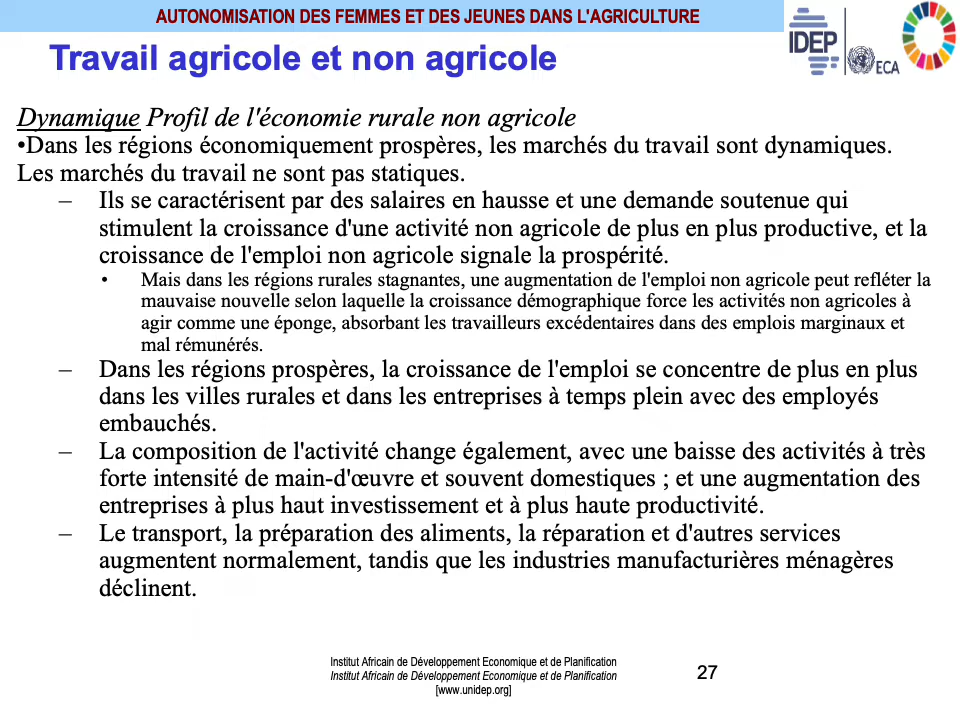 AUTONOMISATION DES FEMMES ET DES JEUNES DANS L'AGRICULTURE
Travail agricole et non agricole
IDEP
ECA
Dynamique Profil de l'économie rurale non agricole
•Dans les régions économiquement prospères, les marchés du travail sont dynamiques.
Les marchés du travail ne sont pas statiques.
– Ils se caractérisent par des salaires en hausse et une demande soutenue qui
stimulent la croissance d'une activité non agricole de plus en plus productive, et la
croissance de l'emploi non agricole signale la prospérité.
• Mais dans les régions rurales stagnantes, une augmentation de l'emploi non agricole peut refléter la
mauvaise nouvelle selon laquelle la croissance démographique force les activités non agricoles à
agir comme une éponge, absorbant les travailleurs excédentaires dans des emplois marginaux et
mal rémunérés.
– Dans les régions prospères, la croissance de l'emploi se concentre de plus en plus
dans les villes rurales et dans les entreprises à temps plein avec des employés
embauchés.
– La composition de l'activité change également, avec une baisse des activités à très
forte intensité de main-d'œuvre et souvent domestiques ; et une augmentation des
entreprises à plus haut investissement et à plus haute productivité.
– Le transport, la préparation des aliments, la réparation et d'autres services
augmentent normalement, tandis que les industries manufacturières ménagères
déclinent.
Institut Africain de Développement Economique et de Planification
Institut Africain de Développement Economique et de Planification
[www.unidep.org]
27